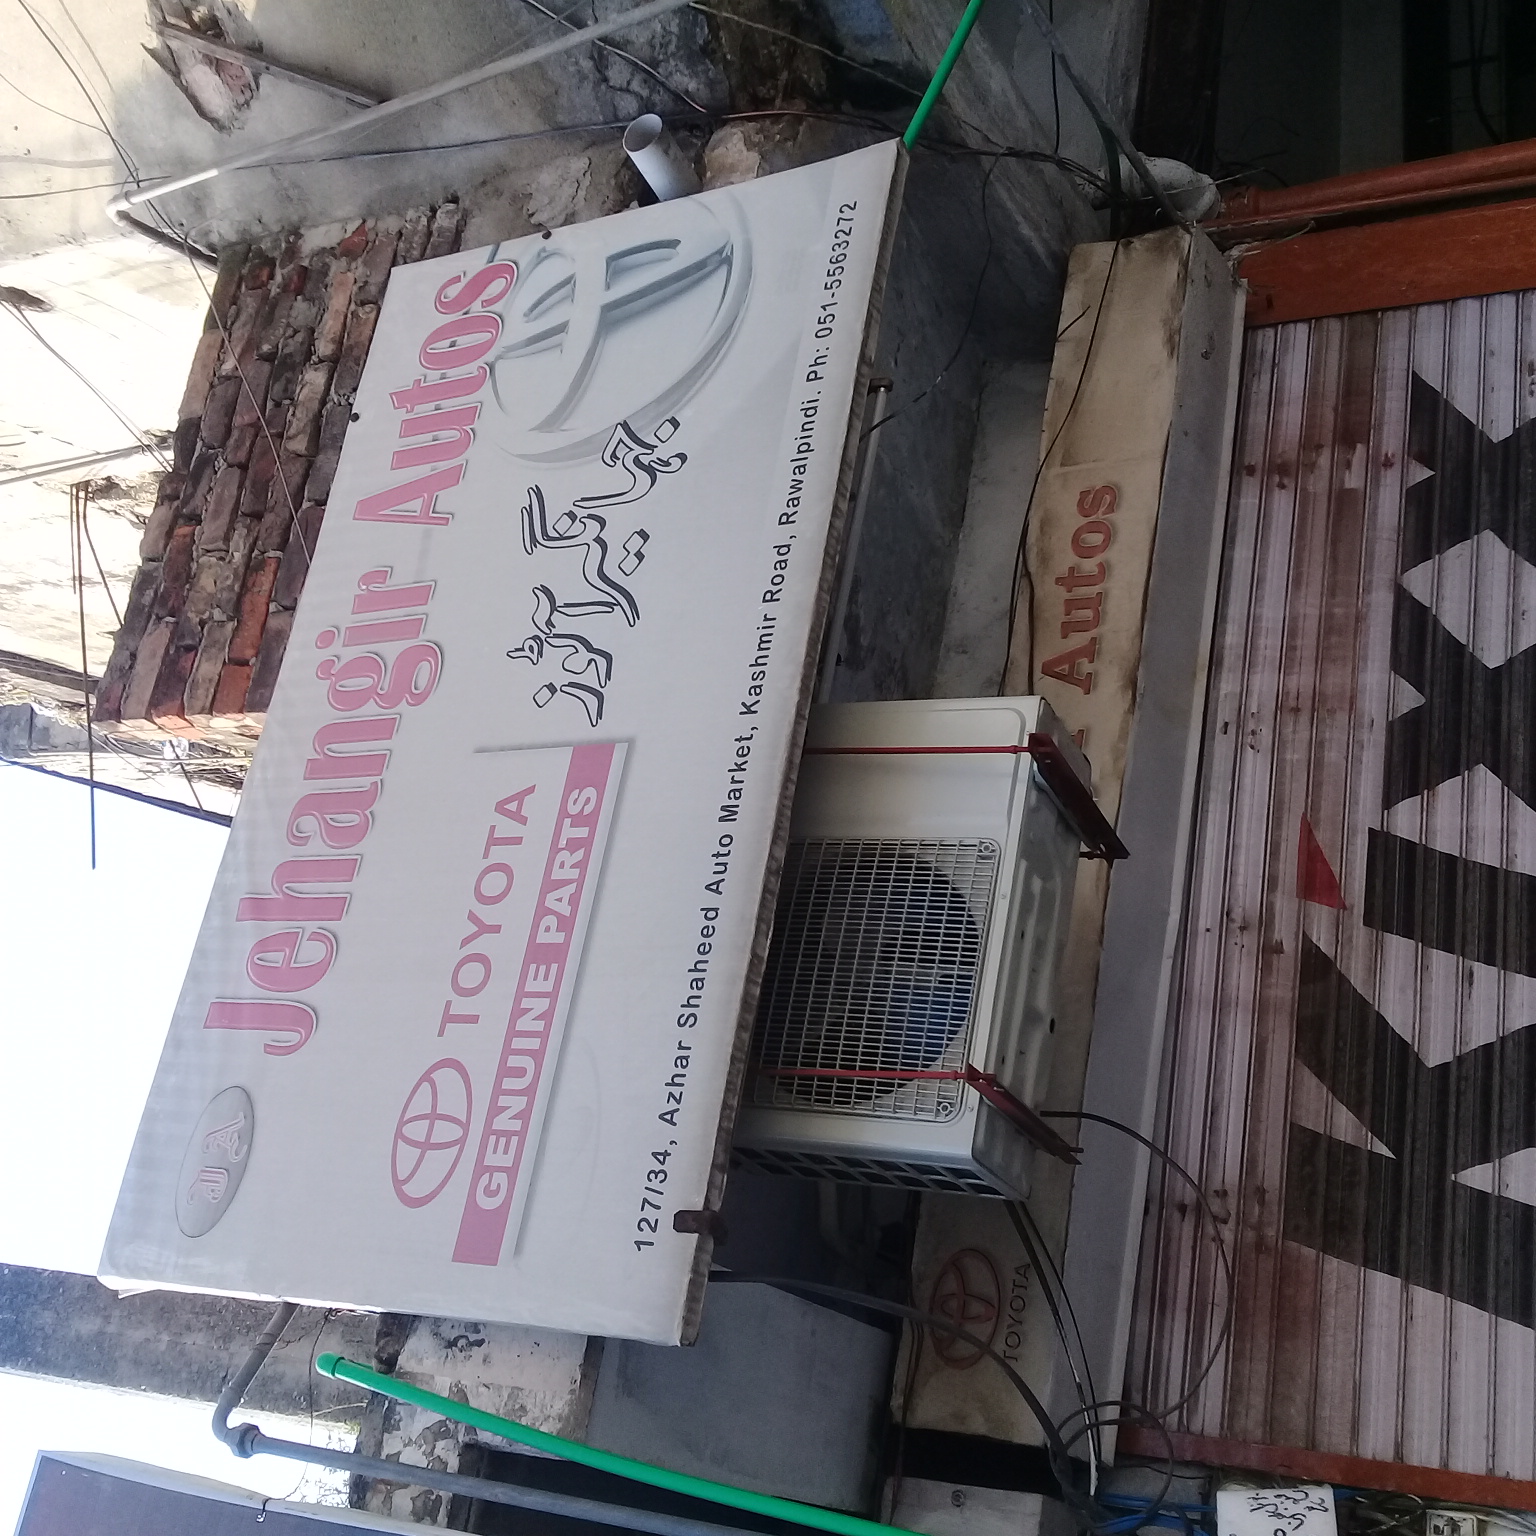 JA
Jehangir Autos
TOYOTA
GENUINE PARTS
جہانگیر آٹوز
127/34, Azhar Shaheed Auto Market, Kashmir Road, Rawalpindi. Ph: 051-5563272
TOYOTA
Autos